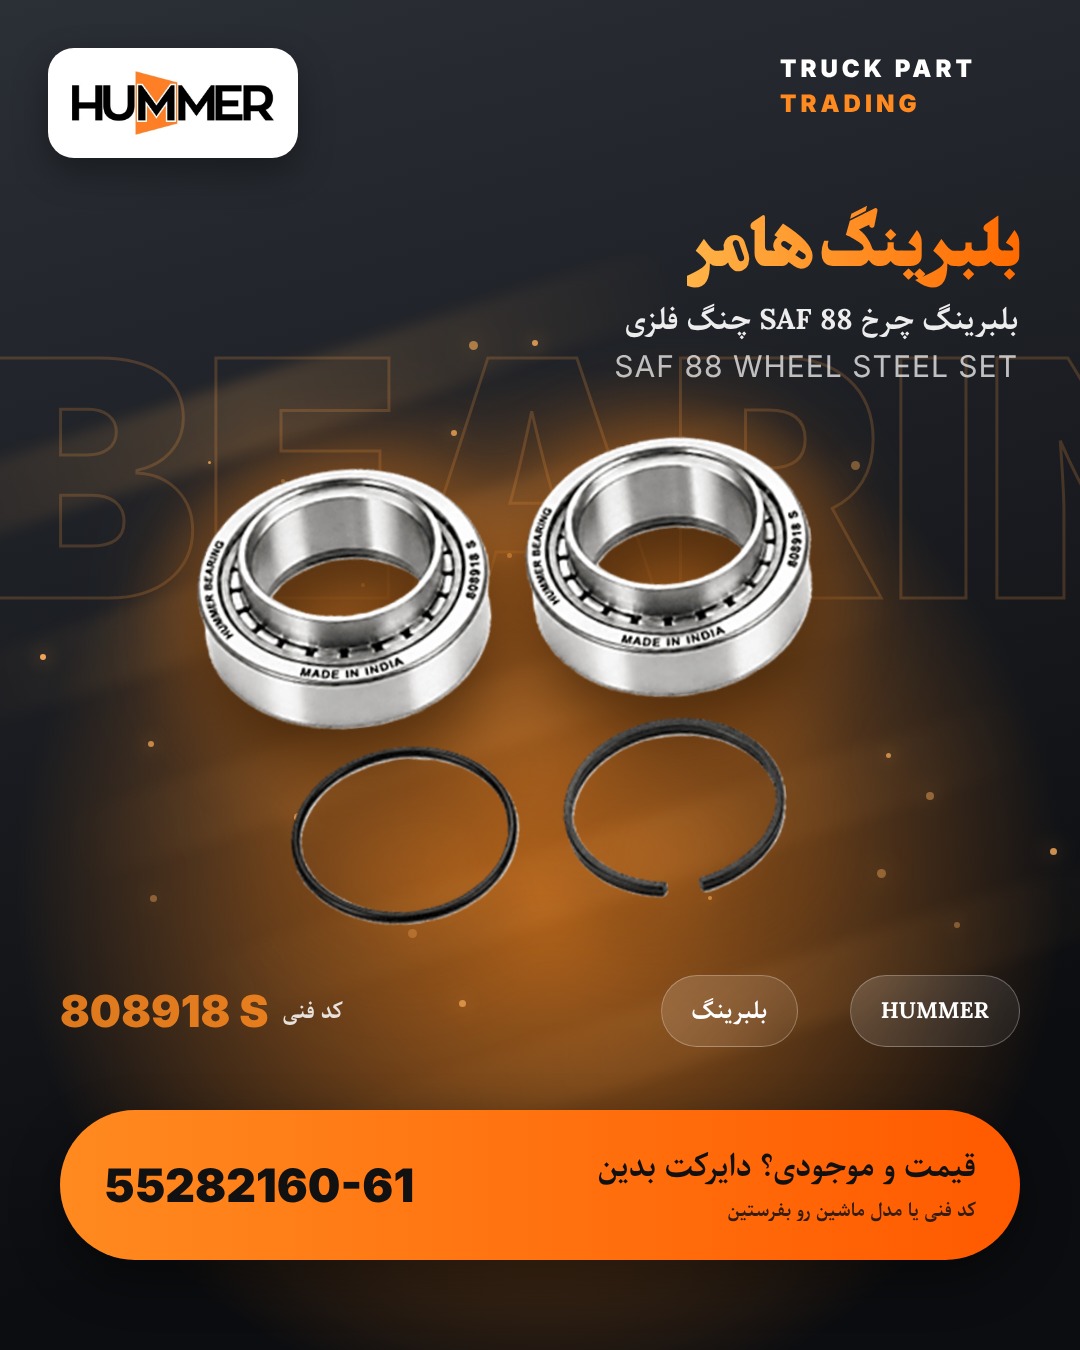 HUMMER
TRUCK PART
TRADING
بلبرینگ هامر
بلبرینگ چرخ SAF 88 چنگ فلزی
SAF 88 WHEEL STEEL SET
BEARIN
HUMMER BEARING
808918 S
MADE IN INDIA
HUMMER BEARING
808918 S
MADE IN INDIA
HUMMER
بلبرینگ
کد فنی 808918 S
قیمت و موجودی؟ دایرکت بدین
کد فنی یا مدل ماشین رو بفرستین
55282160-61